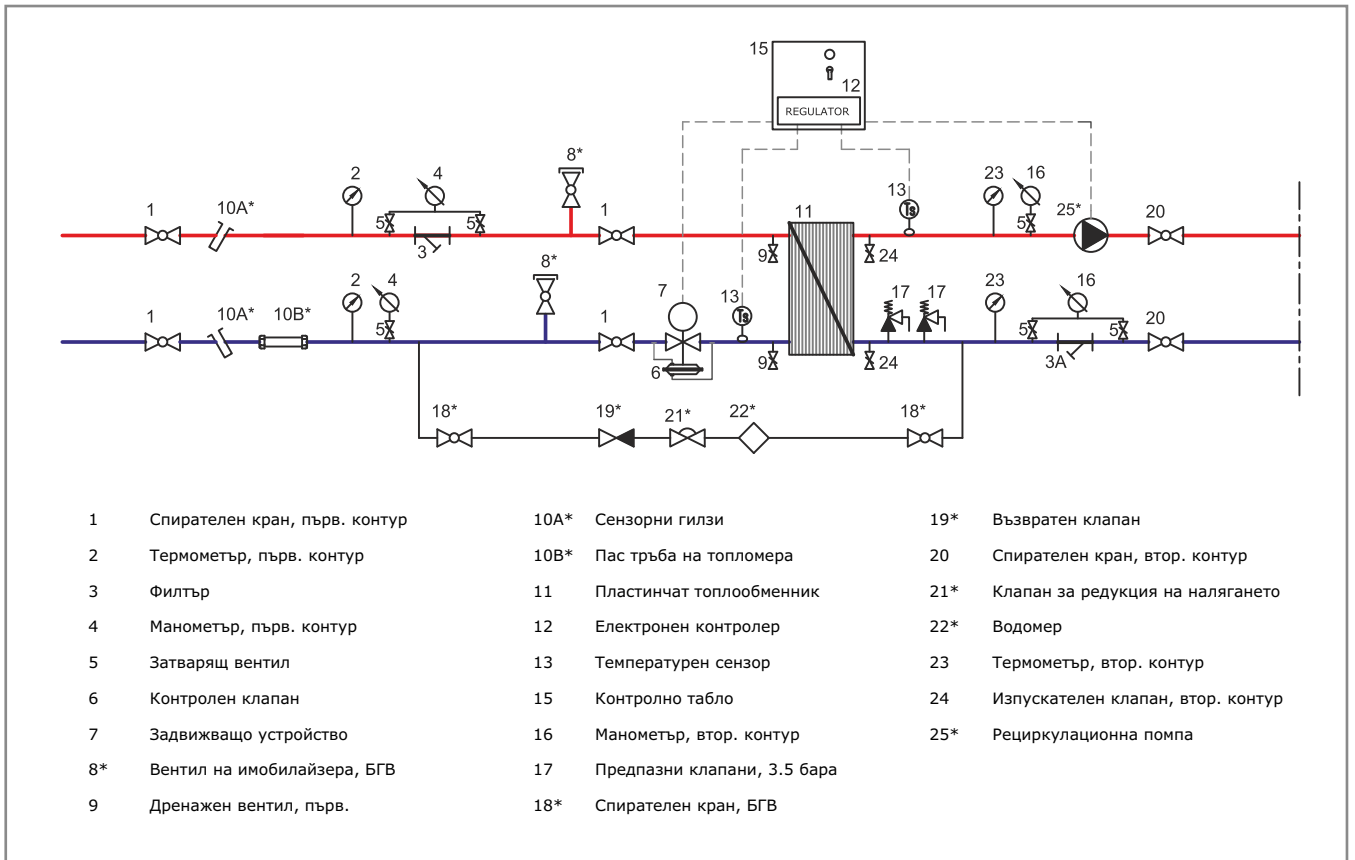 15
12
REGULATOR
8*
2
4
13
23
16
1
10A*
5
5
1
11
5
25*
20
3
9
24
8*
2
4
7
13
17
17
23
16
1
10A*
10B*
5
1
5
5
20
6
9
24
3A
18*
19*
21*
22*
18*
1 Спирателен кран, първ. контур
2 Термометър, първ. контур
3 Филтър
4 Манометър, първ. контур
5 Затварящ вентил
6 Контролен клапан
7 Задвижващо устройство
8* Вентил на имобилайзера, БГВ
9 Дренажен вентил, първ.
10A* Сензорни гилзи
10B* Пас тръба на топломера
11 Пластинчат топлообменник
12 Електронен контролер
13 Температурен сензор
15 Контролно табло
16 Манометър, втор. контур
17 Предпазни клапани, 3.5 бара
18* Спирателен кран, БГВ
19* Възвратен клапан
20 Спирателен кран, втор. контур
21* Клапан за редукция на налягането
22* Водомер
23 Термометър, втор. контур
24 Изпускателен клапан, втор. контур
25* Рециркулационна помпа
Ts
Ts